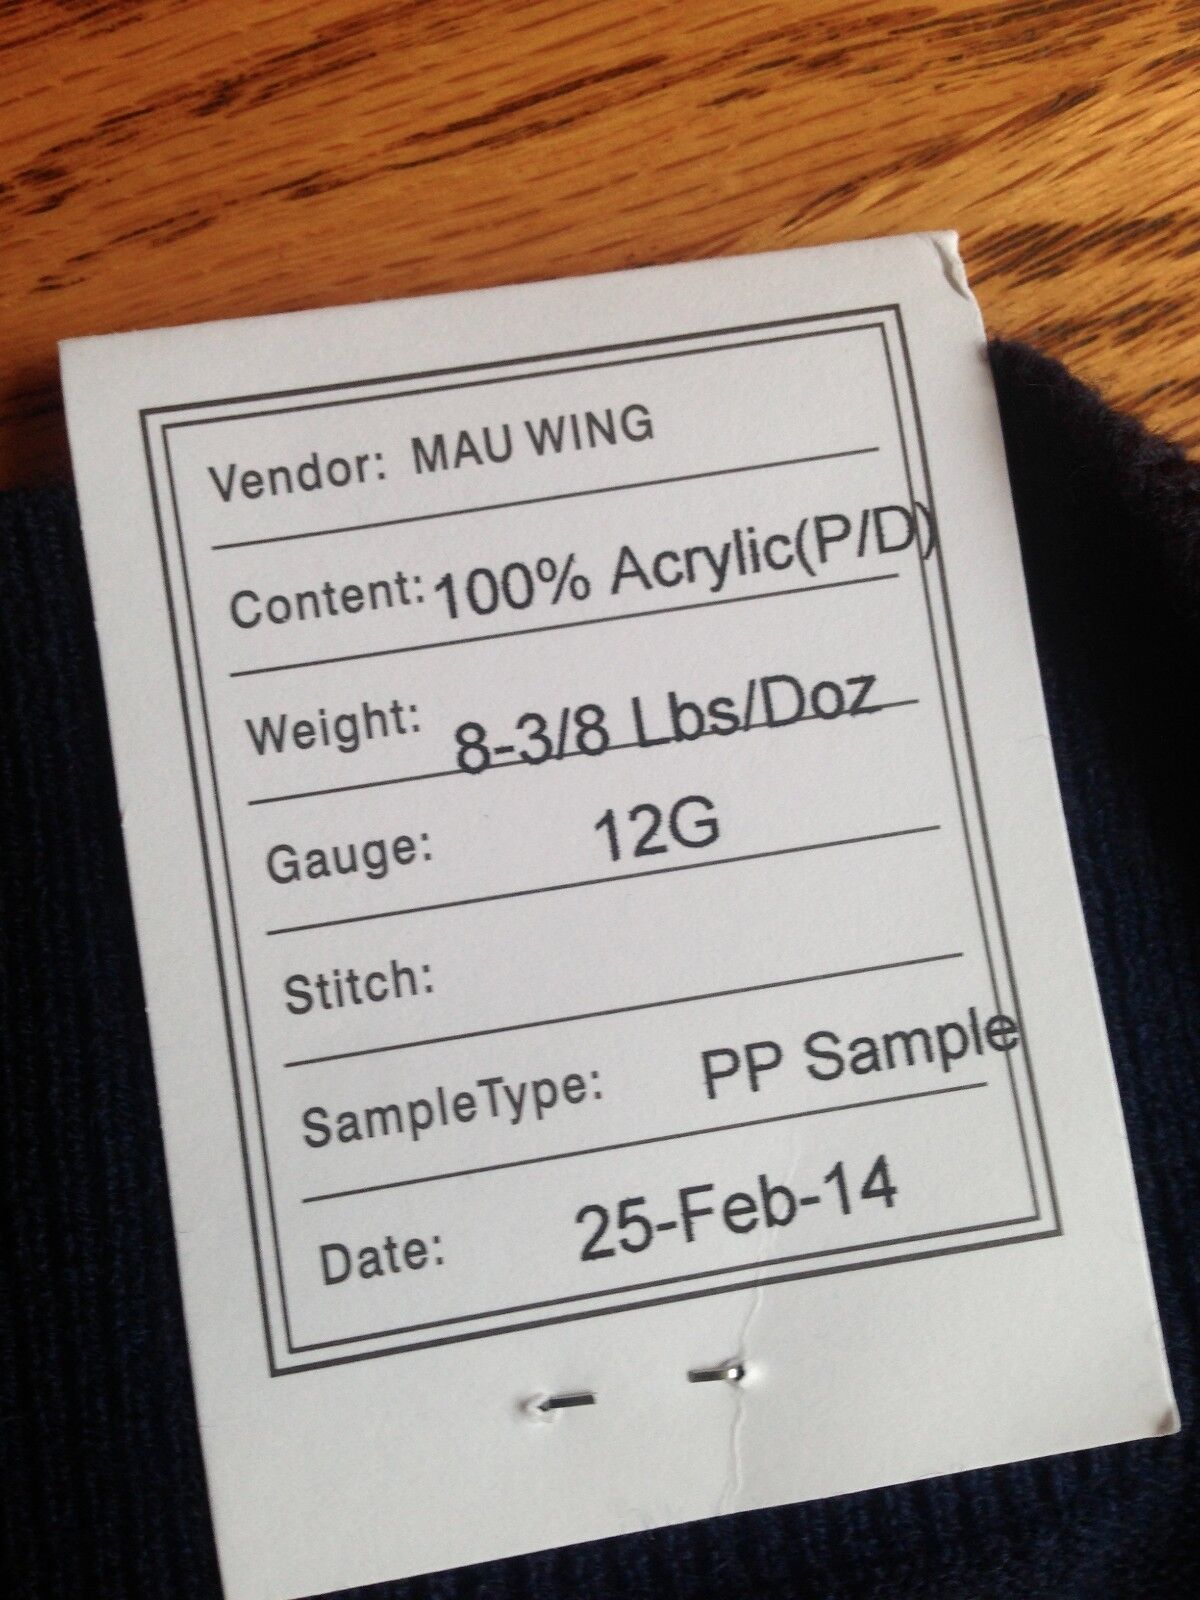 Vendor: MAU WING
Content: 100% Acrylic(P/D)
Weight: 8-3/8 Lbs/Doz
Gauge: 12G
Stitch:
SampleType: PP Sample
Date: 25-Feb-14